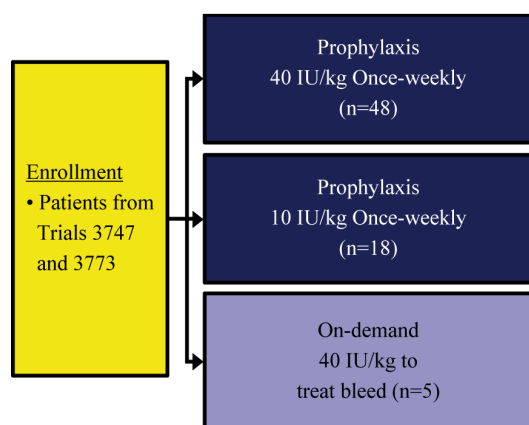 Enrollment
• Patients from
Trials 3747
and 3773
Prophylaxis
40 IU/kg Once-weekly
(n=48)
Prophylaxis
10 IU/kg Once-weekly
(n=18)
On-demand
40 IU/kg to
treat bleed (n=5)